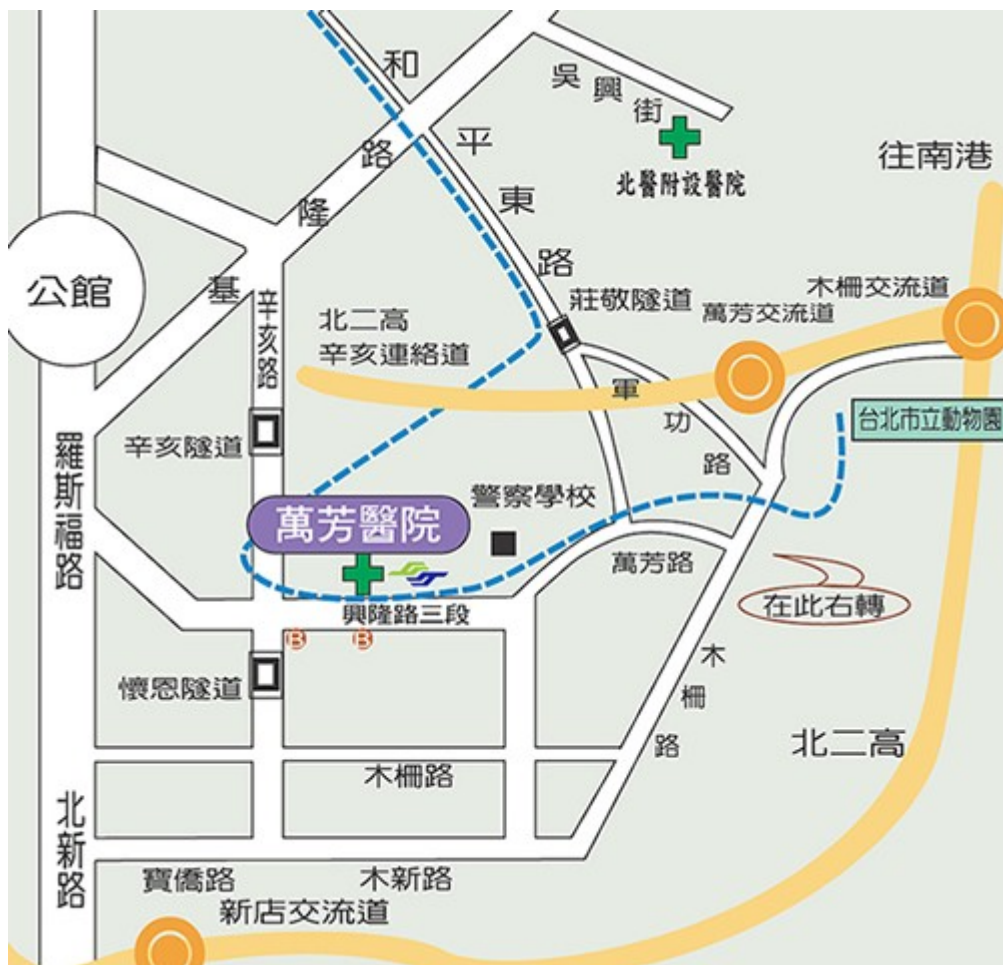 和平東路
吳興街
基隆路
北醫附設醫院
往南港
公館
辛亥路
莊敬隧道
木柵交流道
萬芳交流道
北二高
辛亥連絡道
軍功路
台北市立動物園
辛亥隧道
羅斯福路
警察學校
萬芳醫院
萬芳路
在此右轉
興隆路三段
B
B
木柵路
懷恩隧道
北二高
木柵路
北新路
寶僑路
木新路
新店交流道